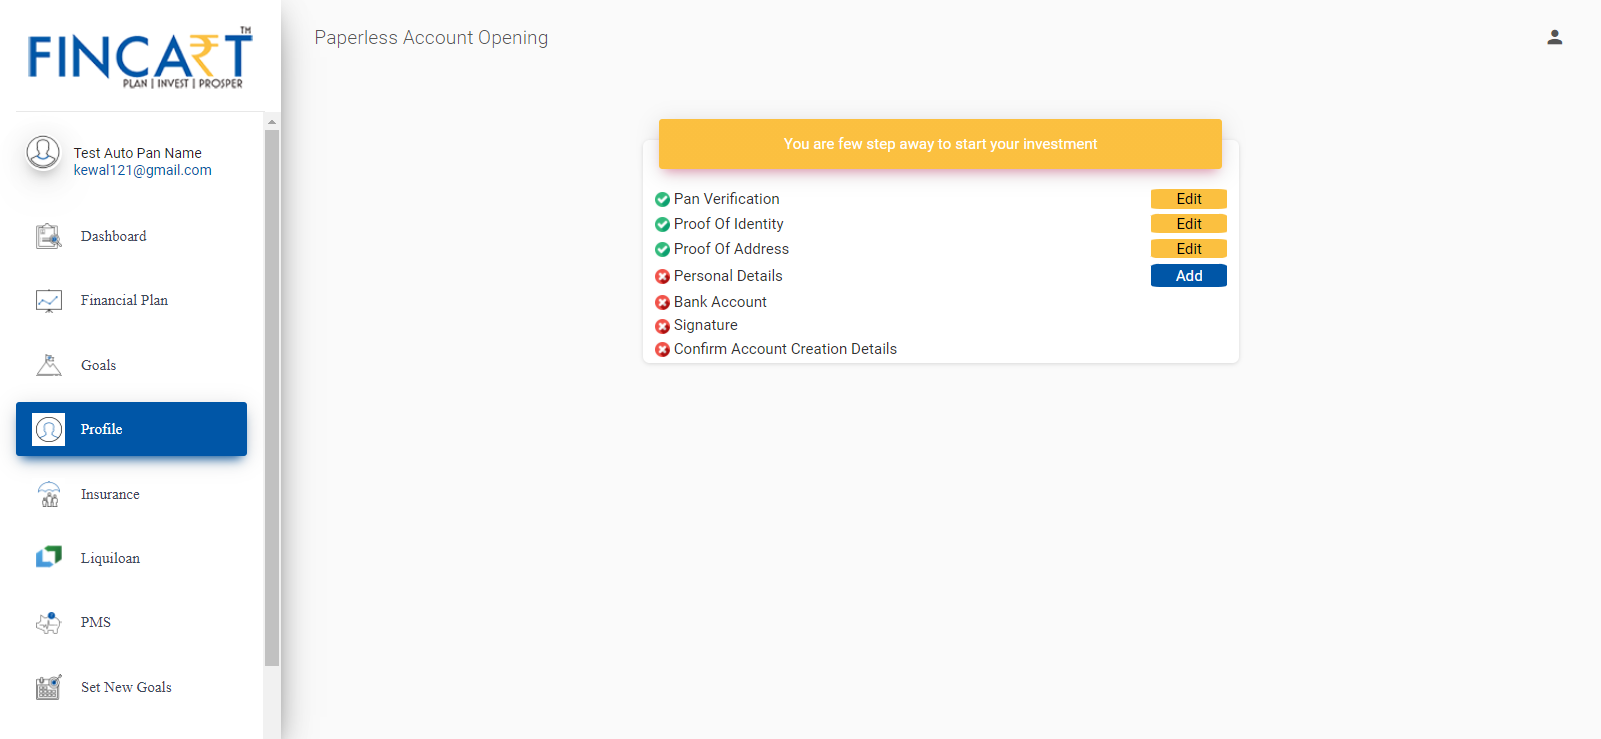 FINCART™
PLAN | INVEST | PROSPER
Paperless Account Opening
Test Auto Pan Name
kewal121@gmail.com
Dashboard
Financial Plan
Goals
Profile
Insurance
Liquiloan
PMS
Set New Goals
You are few step away to start your investment
Pan Verification Edit
Proof Of Identity Edit
Proof Of Address Edit
Personal Details Add
Bank Account
Signature
Confirm Account Creation Details